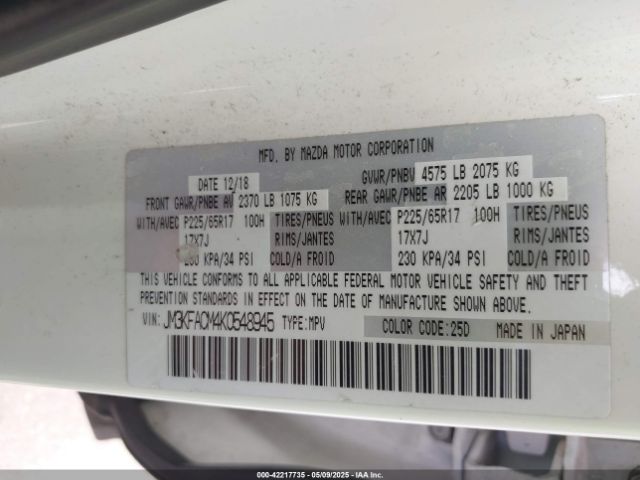 MFD. BY MAZDA MOTOR CORPORATION
DATE 12/18 GVWR/PNBV 4575 LB 2075 KG
FRONT GAWR/PNBE AV 2370 LB 1075 KG REAR GAWR/PNBE AR 2205 LB 1000 KG
WITH/AVEC P225/65R17 100H TIRES/PNEUS WITH/AVEC P225/65R17 100H TIRES/PNEUS
17X7J RIMS/JANTES 17X7J RIMS/JANTES
230 KPA/34 PSI COLD/A FROID 230 KPA/34 PSI COLD/A FROID
THIS VEHICLE CONFORMS TO ALL APPLICABLE FEDERAL MOTOR VEHICLE SAFETY AND THEFT
PREVENTION STANDARDS IN EFFECT ON THE DATE OF MANUFACTURE SHOWN ABOVE.
VIN: JM3KFACM4K0548945 TYPE:MPV COLOR CODE:25D MADE IN JAPAN
000-42217735 - 05/09/2025 - IAA Inc.